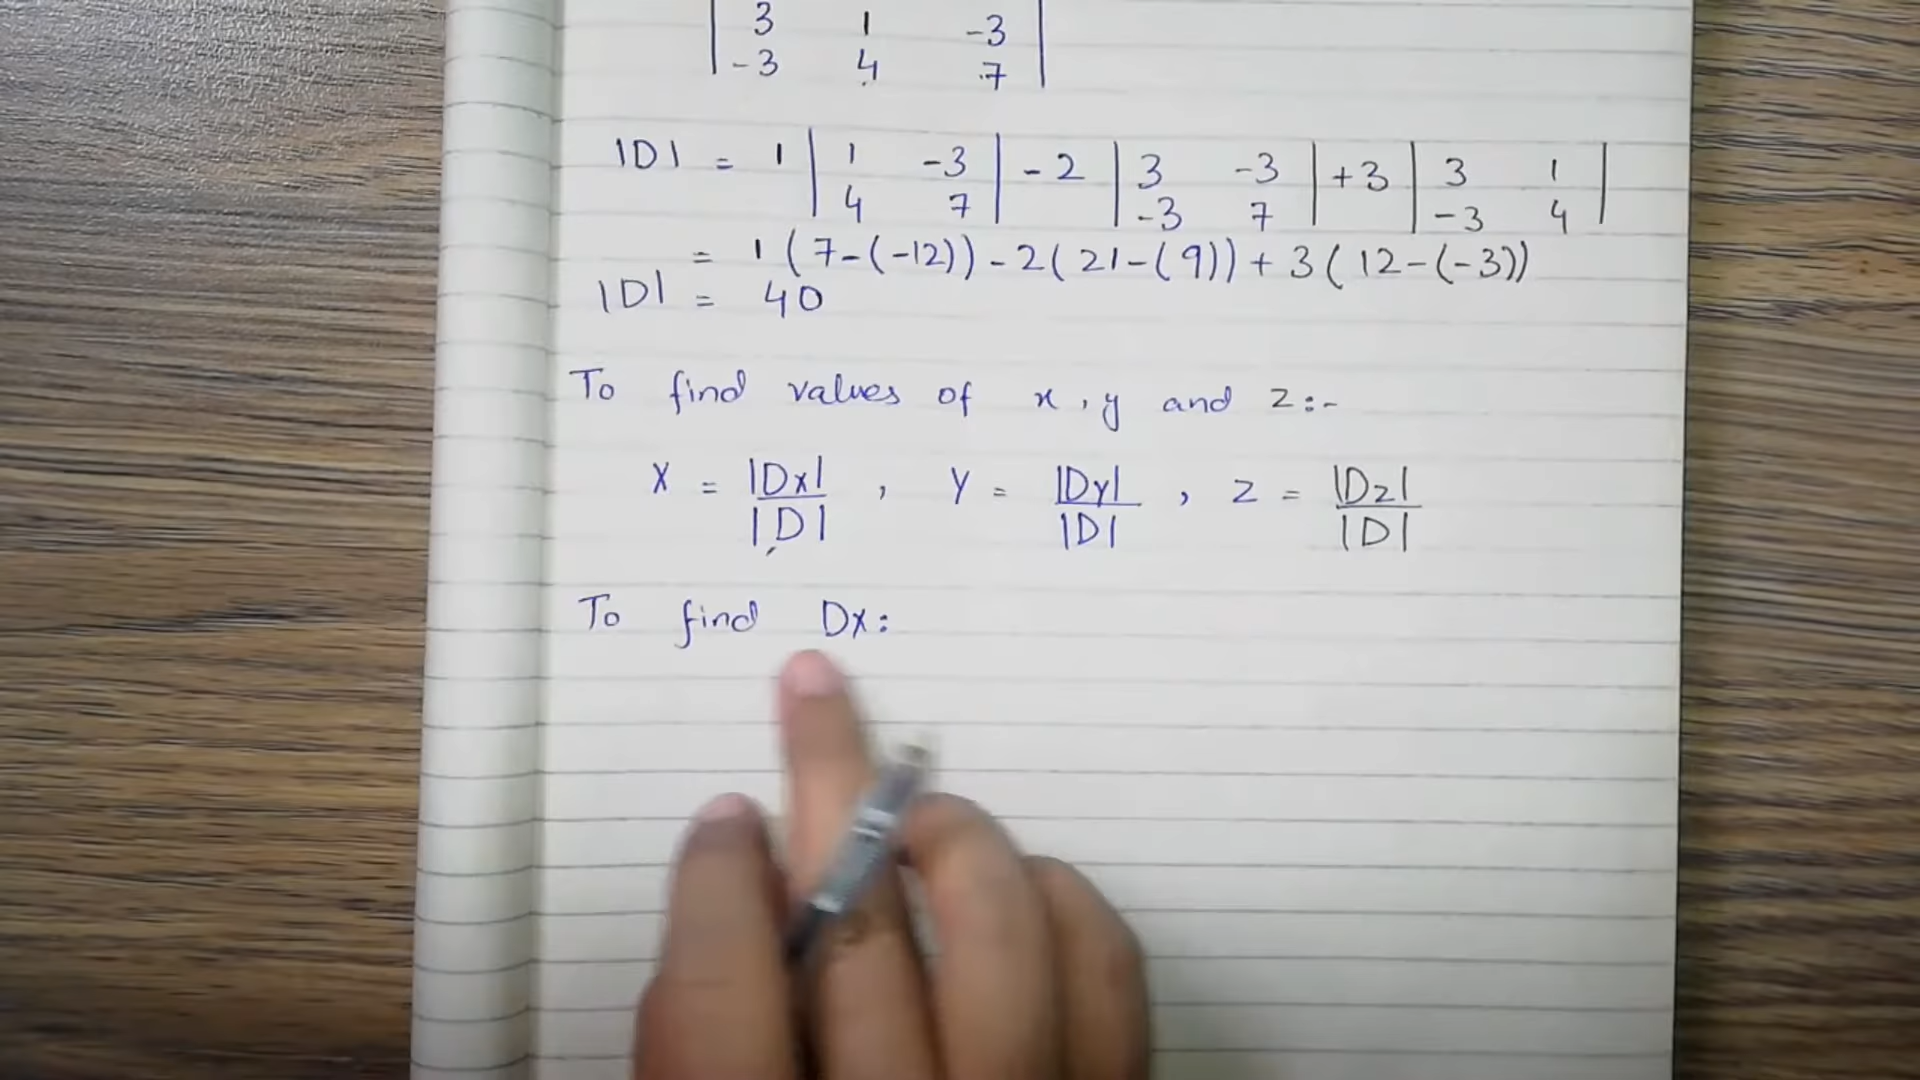 | 3 1 -3 |
| -3 4 7 |
|D| = 1 | 1 -3 | - 2 | 3 -3 | + 3 | 3 1 |
| 4 7 | | -3 7 | | -3 4 |
= 1 ( 7-(-12)) - 2( 21-(9)) + 3( 12-(-3))
|D| = 40
To find values of x, y and z:-
X = |Dx| / |D| , Y = |Dy| / |D| , Z = |Dz| / |D|
To find Dx: